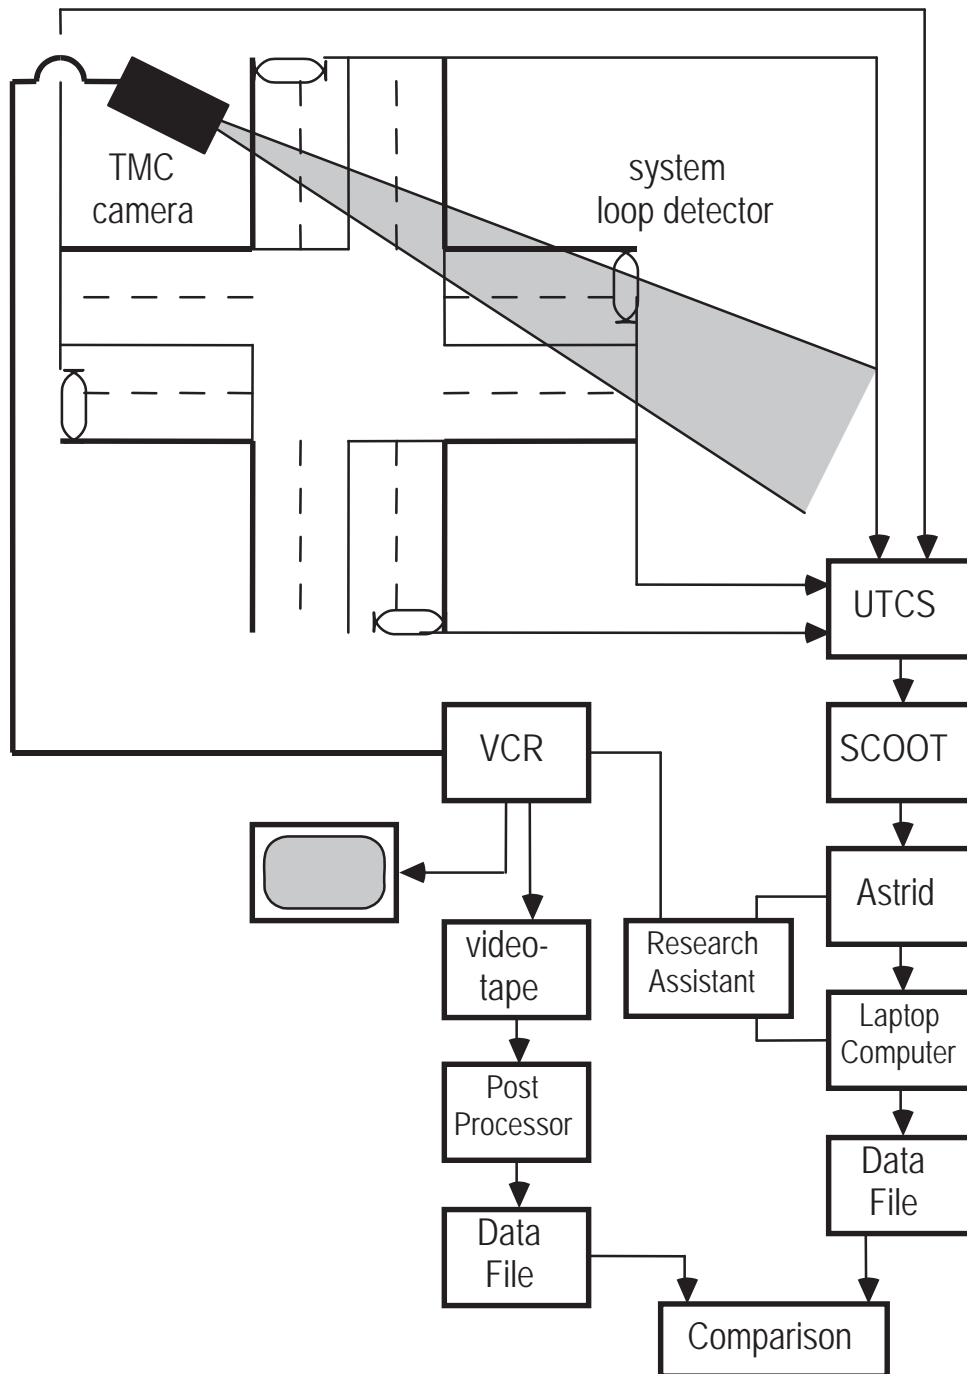 TMC
camera
system
loop detector
UTCS
VCR
SCOOT
Astrid
video-
tape
Research
Assistant
Laptop
Computer
Post
Processor
Data
File
Data
File
Comparison